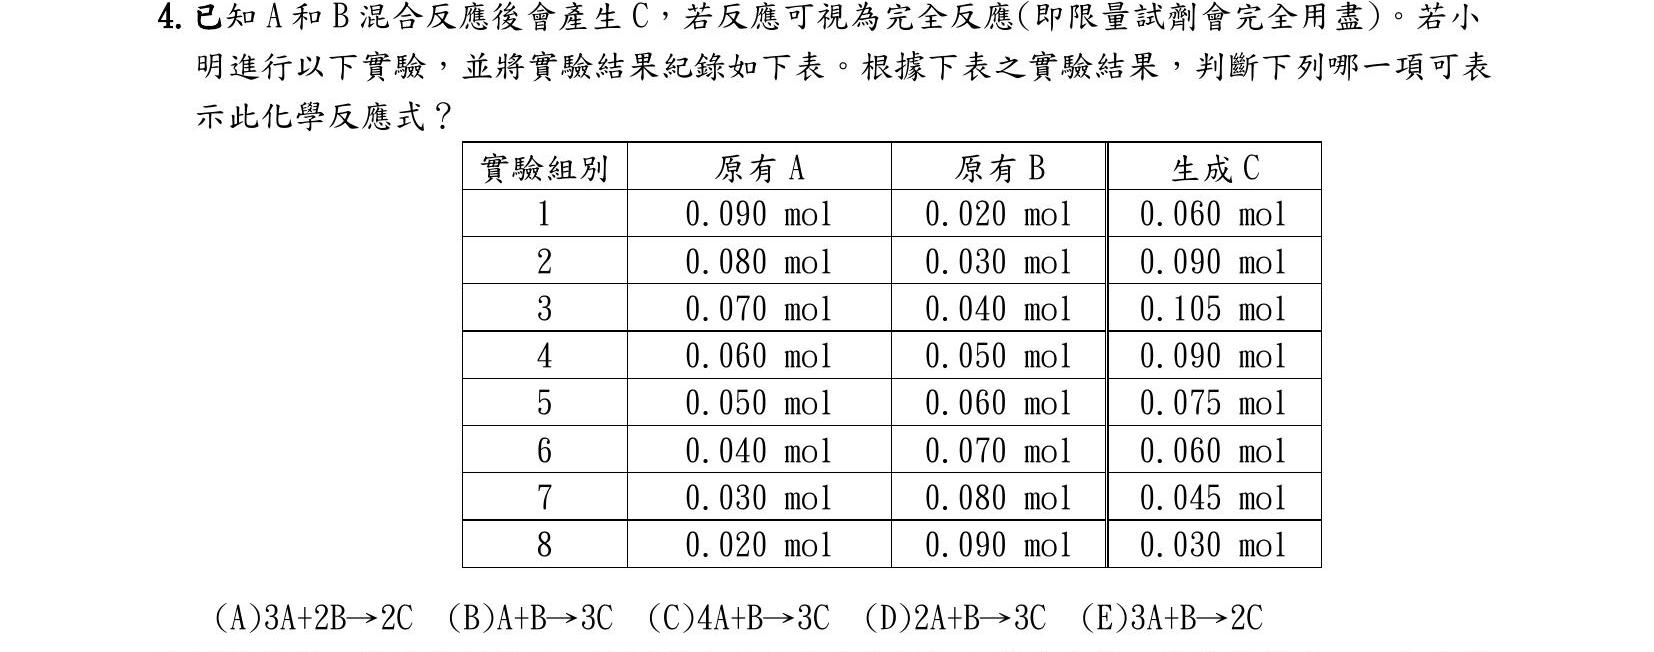 4. 已知 A 和 B 混合反應後會產生 C，若反應可視為完全反應(即限量試劑會完全用盡)。若小
明進行以下實驗，並將實驗結果紀錄如下表。根據下表之實驗結果，判斷下列哪一項可表
示此化學反應式？
實驗組別 原有 A 原有 B 生成 C
1 0.090 mol 0.020 mol 0.060 mol
2 0.080 mol 0.030 mol 0.090 mol
3 0.070 mol 0.040 mol 0.105 mol
4 0.060 mol 0.050 mol 0.090 mol
5 0.050 mol 0.060 mol 0.075 mol
6 0.040 mol 0.070 mol 0.060 mol
7 0.030 mol 0.080 mol 0.045 mol
8 0.020 mol 0.090 mol 0.030 mol
(A)3A+2B→2C (B)A+B→3C (C)4A+B→3C (D)2A+B→3C (E)3A+B→2C